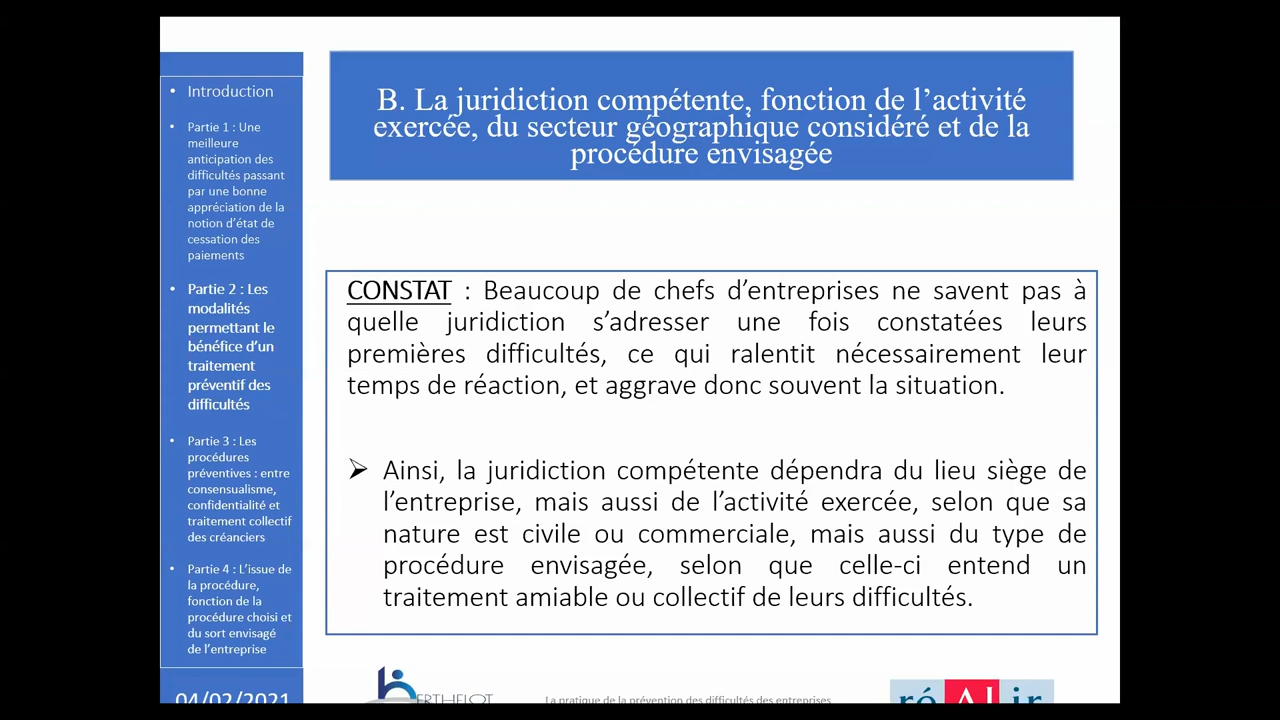 • Introduction
• Partie 1 : Une
meilleure
anticipation des
difficultés passant
par une bonne
appréciation de la
notion d’état de
cessation des
paiements
• Partie 2 : Les
modalités
permettant le
bénéfice d’un
traitement
préventif des
difficultés
• Partie 3 : Les
procédures
préventives : entre
consensualisme,
confidentialité et
traitement collectif
des créanciers
• Partie 4 : L’issue de
la procédure,
fonction de la
procédure choisi et
du sort envisagé
de l’entreprise
B. La juridiction compétente, fonction de l’activité
exercée, du secteur géographique considéré et de la
procédure envisagée
CONSTAT : Beaucoup de chefs d’entreprises ne savent pas à
quelle juridiction s’adresser une fois constatées leurs
premières difficultés, ce qui ralentit nécessairement leur
temps de réaction, et aggrave donc souvent la situation.
➢ Ainsi, la juridiction compétente dépendra du lieu siège de
l’entreprise, mais aussi de l’activité exercée, selon que sa
nature est civile ou commerciale, mais aussi du type de
procédure envisagée, selon que celle-ci entend un
traitement amiable ou collectif de leurs difficultés.
04/02/2021
BERTHELOT
La pratique de la prévention des difficultés des entreprises
réAlir